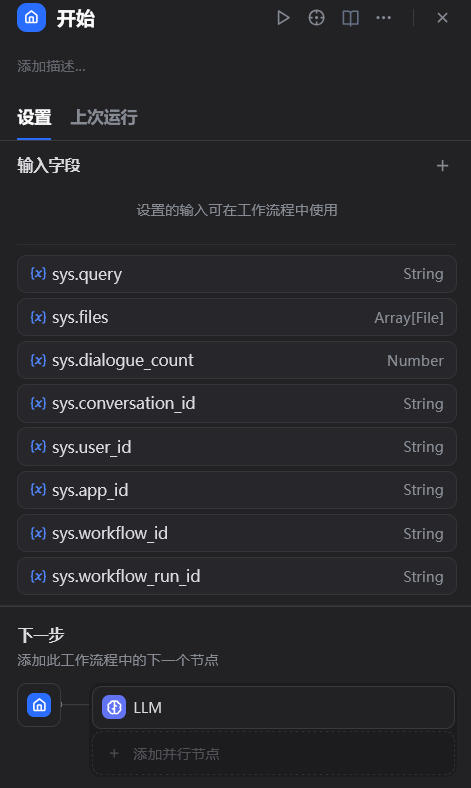 开始
添加描述...
设置 上次运行
输入字段
设置的输入可在工作流程中使用
{x} sys.query String
{x} sys.files Array[File]
{x} sys.dialogue_count Number
{x} sys.conversation_id String
{x} sys.user_id String
{x} sys.app_id String
{x} sys.workflow_id String
{x} sys.workflow_run_id String
下一步
添加此工作流程中的下一个节点
LLM
添加并行节点